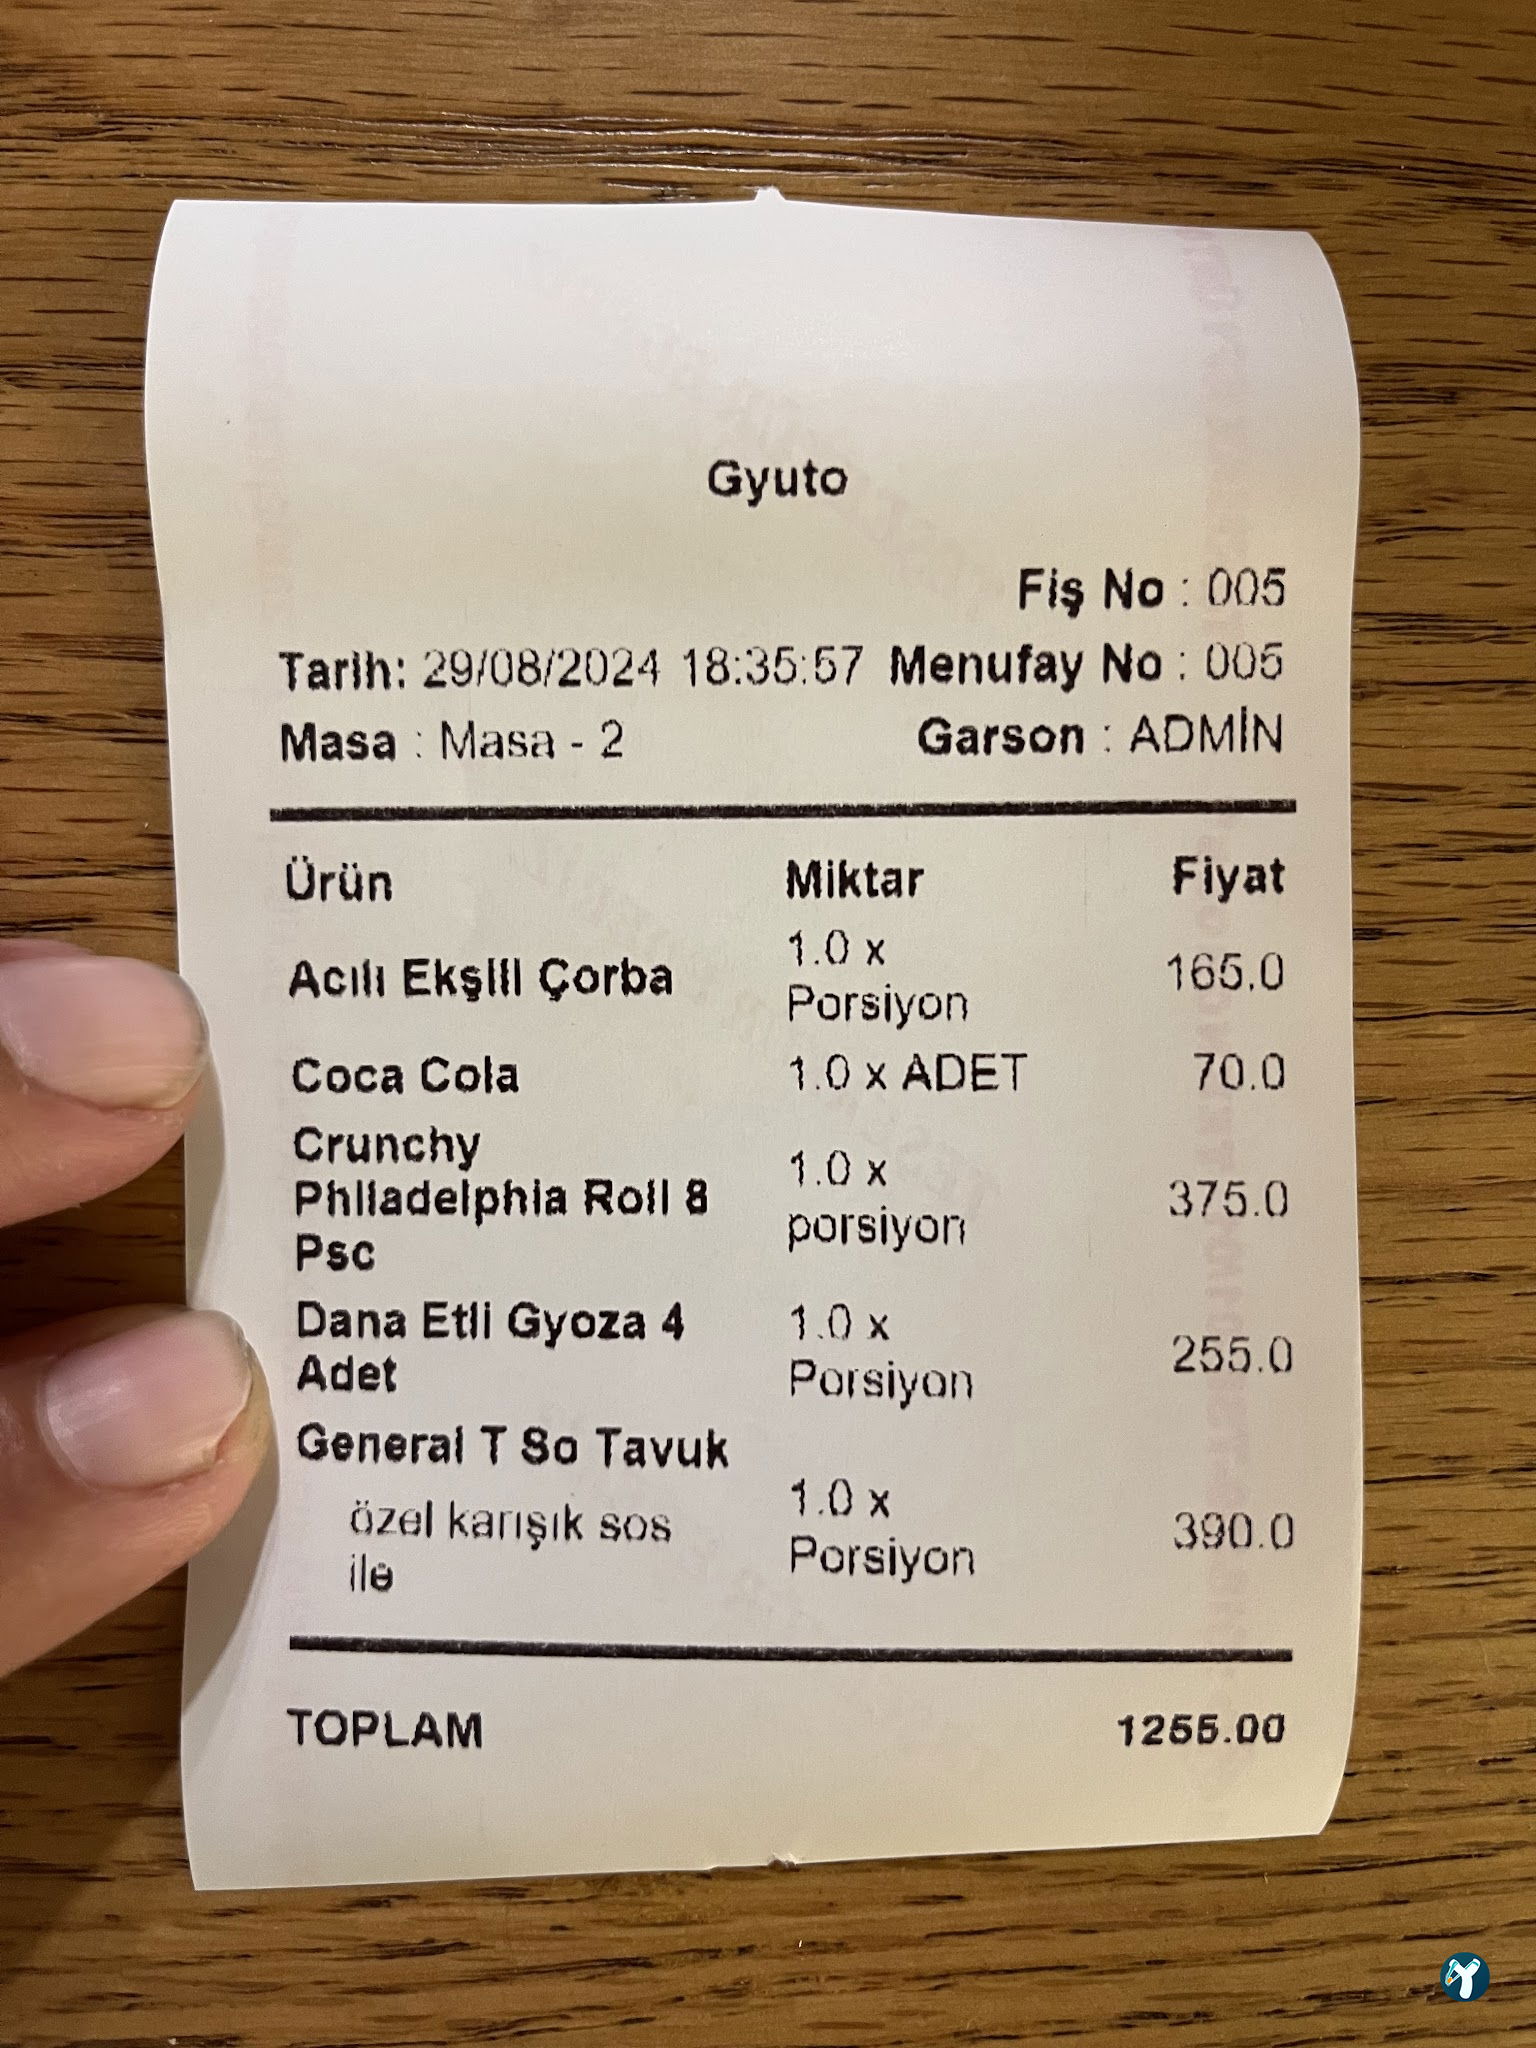 Gyuto
Fiş No : 005
Tarih: 29/08/2024 18:35:57 Menufay No : 005
Masa : Masa - 2 Garson : ADMİN
Ürün Miktar Fiyat
Acılı Ekşili Çorba 1.0 x Porsiyon 165.0
Coca Cola 1.0 x ADET 70.0
Crunchy
Philadelphia Roll 8
Psc
1.0 x
porsiyon
375.0
Dana Etli Gyoza 4
Adet
1.0 x
Porsiyon
255.0
General T So Tavuk
özel karışık sos
ile
1.0 x
Porsiyon
390.0
TOPLAM 1255.00